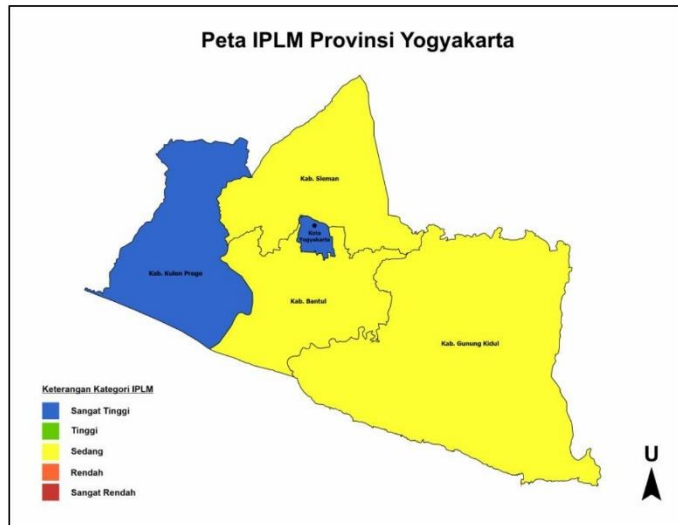 Peta IPLM Provinsi Yogyakarta
Kab. Sleman
Kota
Yogyakarta
Kab. Kulon Progo
Kab. Bantul
Kab. Gunung Kidul
Keterangan Kategori IPLM
Sangat Tinggi
Tinggi
Sedang
Rendah
Sangat Rendah
U